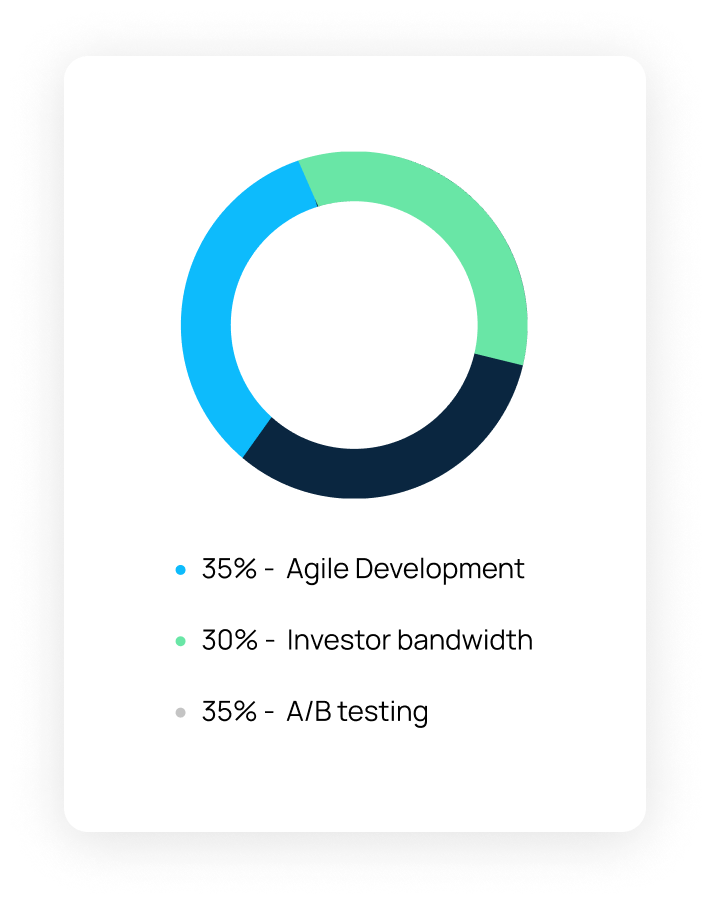 35% - Agile Development
30% - Investor bandwidth
35% - A/B testing